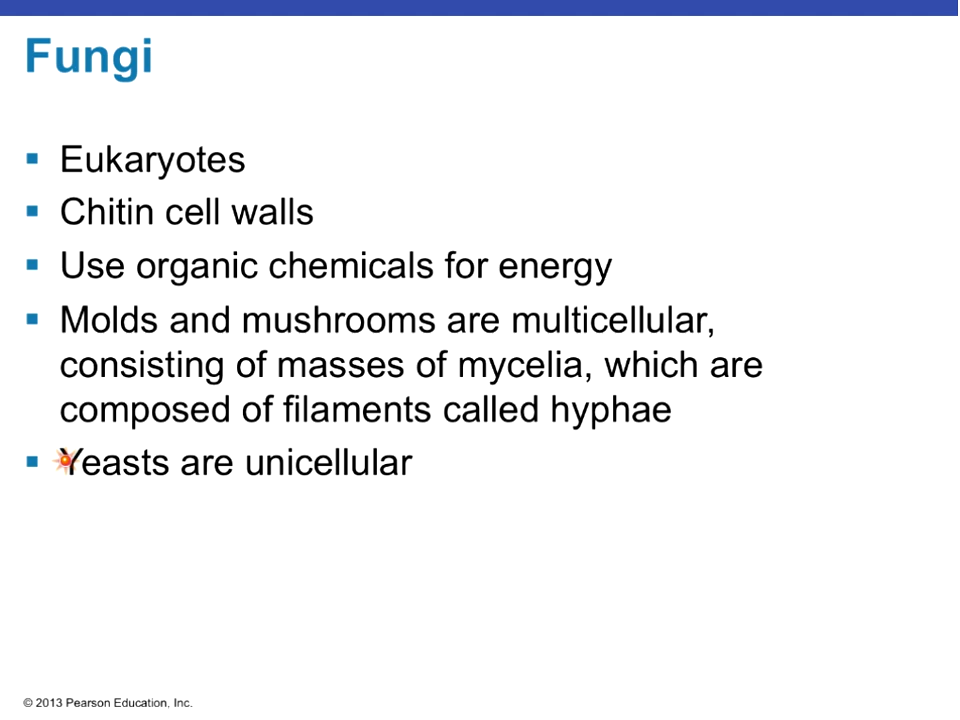 Fungi
Eukaryotes
Chitin cell walls
Use organic chemicals for energy
Molds and mushrooms are multicellular,
consisting of masses of mycelia, which are
composed of filaments called hyphae
Yeasts are unicellular
© 2013 Pearson Education, Inc.